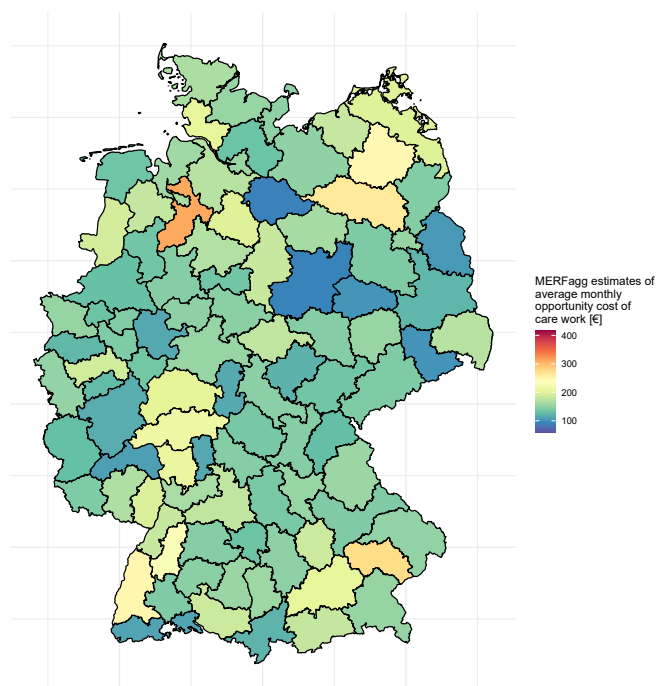 MERFagg estimates of
average monthly
opportunity cost of
care work [€]
400
300
200
100